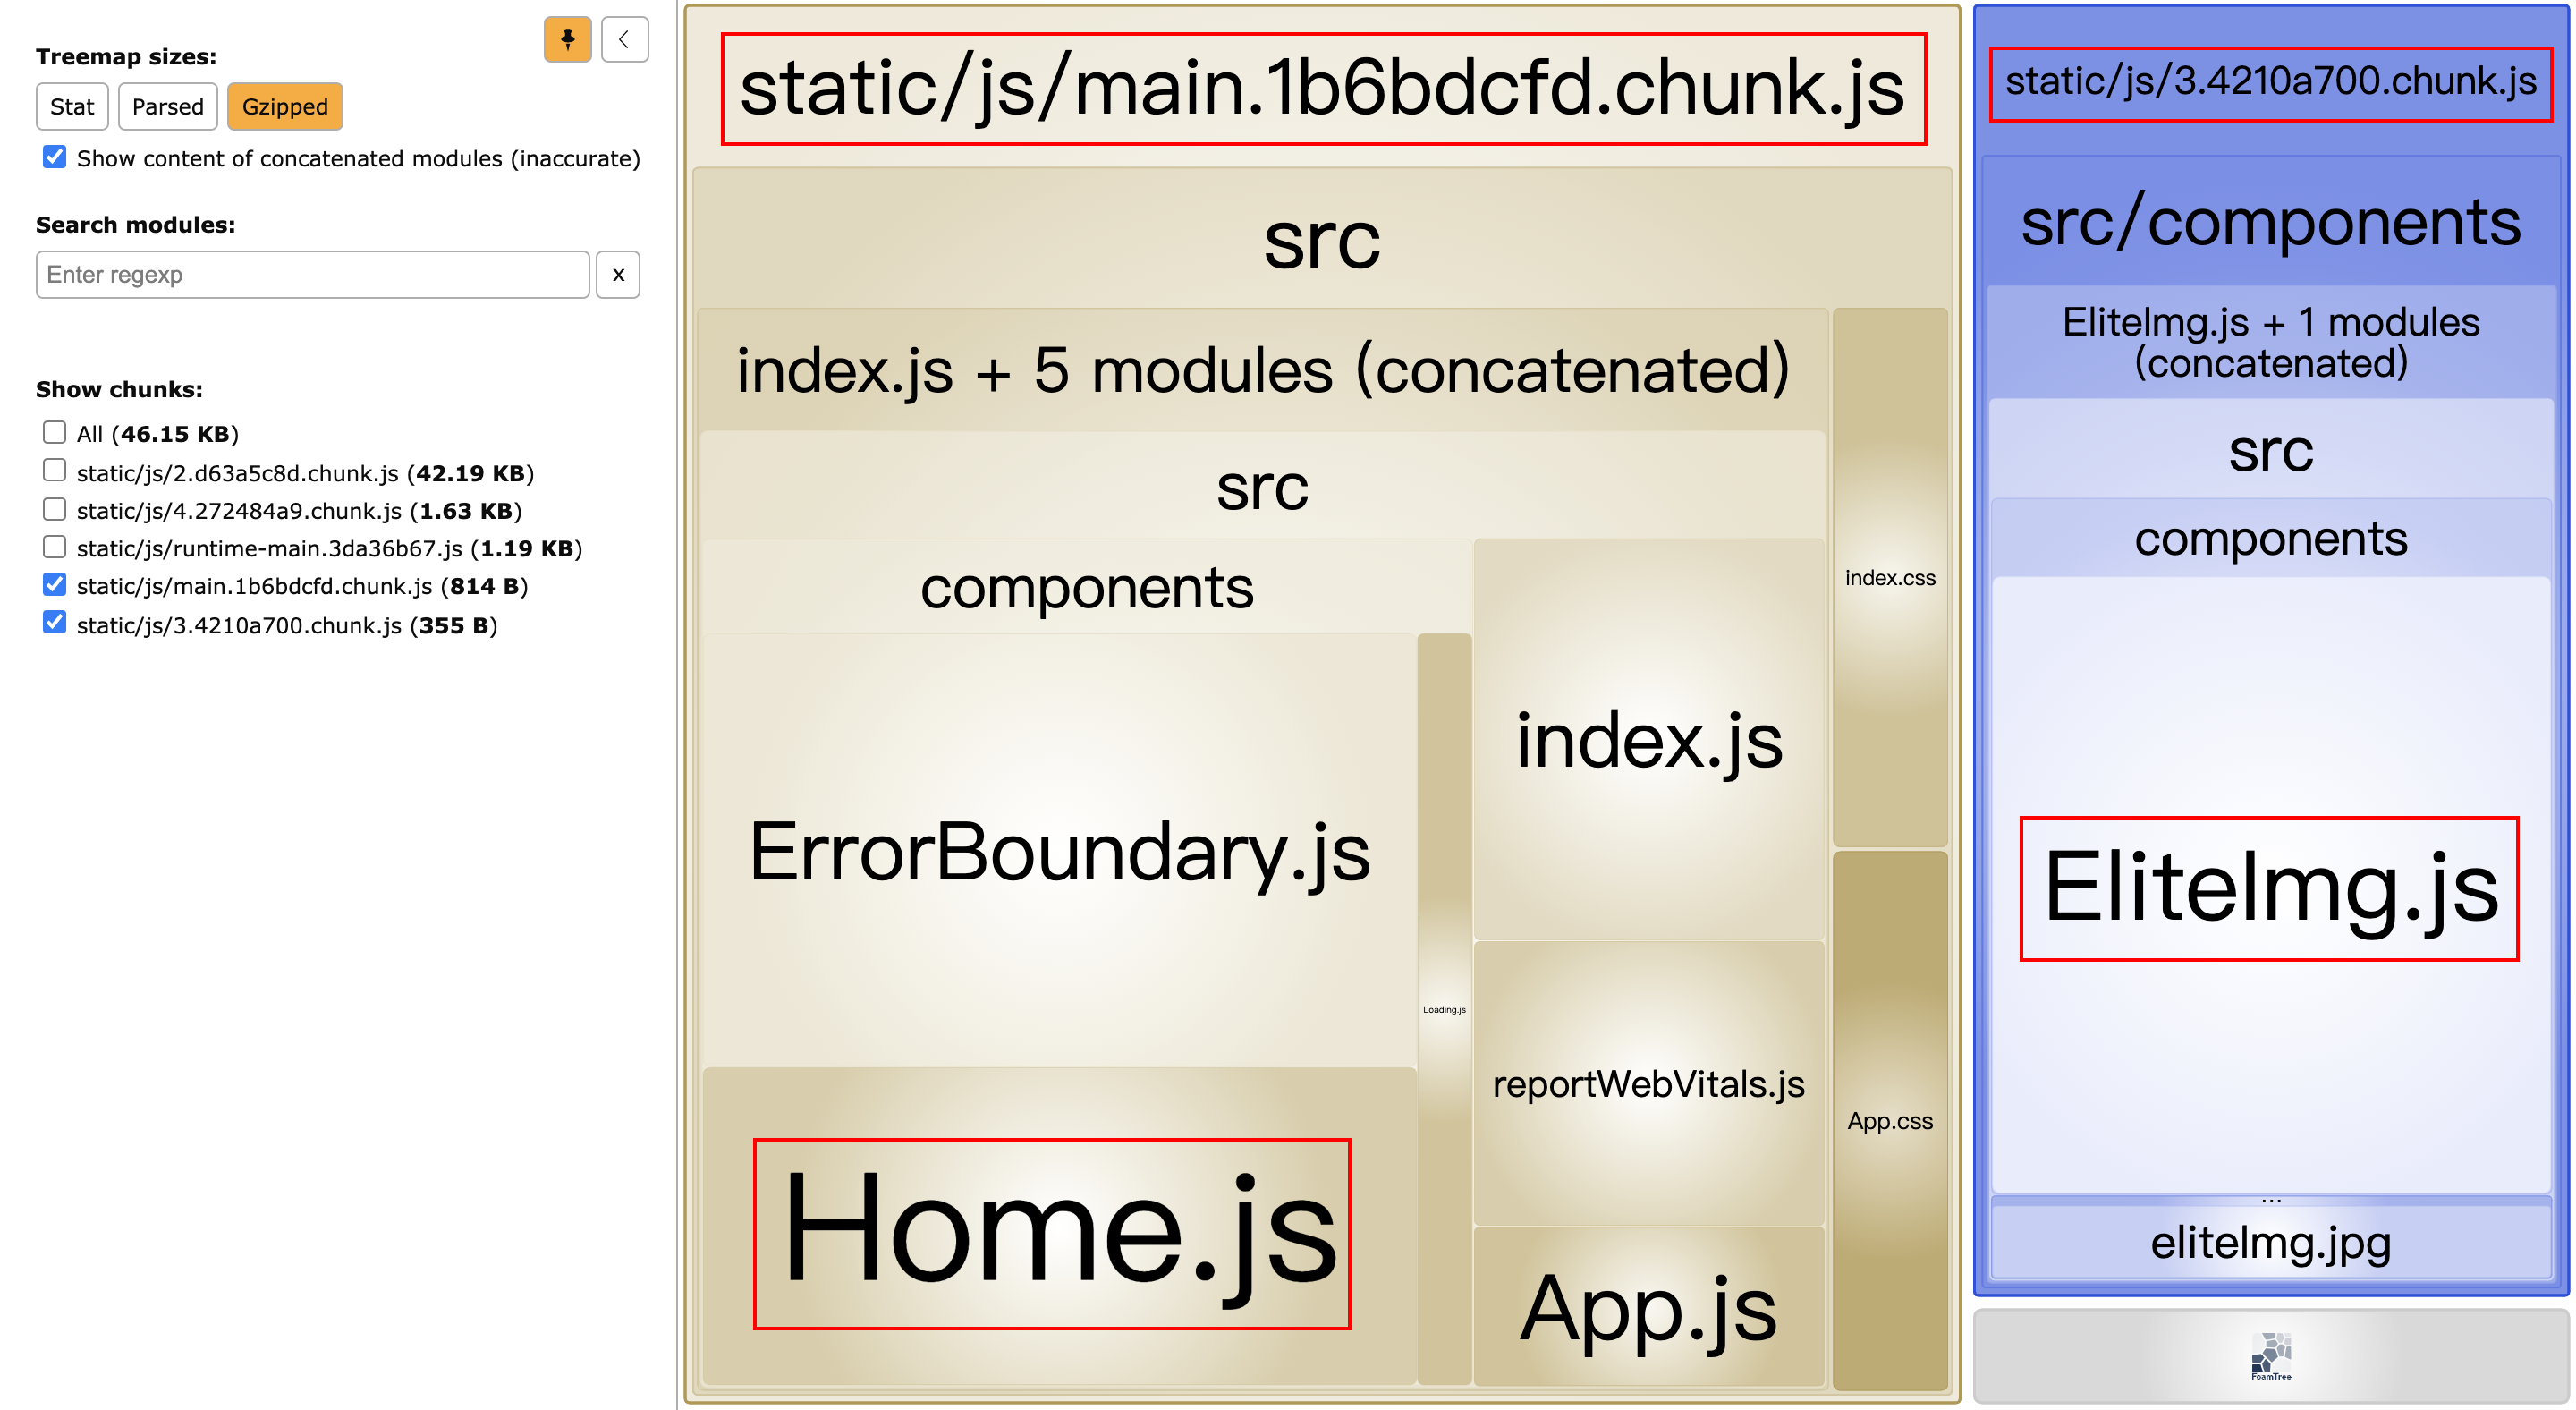 Treemap sizes:
Stat
Parsed
Gzipped
Show content of concatenated modules (inaccurate)
Search modules:
Enter regexp
x
Show chunks:
All (46.15 KB)
static/js/2.d63a5c8d.chunk.js (42.19 KB)
static/js/4.272484a9.chunk.js (1.63 KB)
static/js/runtime-main.3da36b67.js (1.19 KB)
static/js/main.1b6bdcfd.chunk.js (814 B)
static/js/3.4210a700.chunk.js (355 B)
static/js/main.1b6bdcfd.chunk.js
src
index.js + 5 modules (concatenated)
src
components
ErrorBoundary.js
Home.js
Loading.js
index.js
reportWebVitals.js
App.js
index.css
App.css
static/js/3.4210a700.chunk.js
src/components
EliteImg.js + 1 modules
(concatenated)
src
components
EliteImg.js
...
eliteImg.jpg
FoamTree